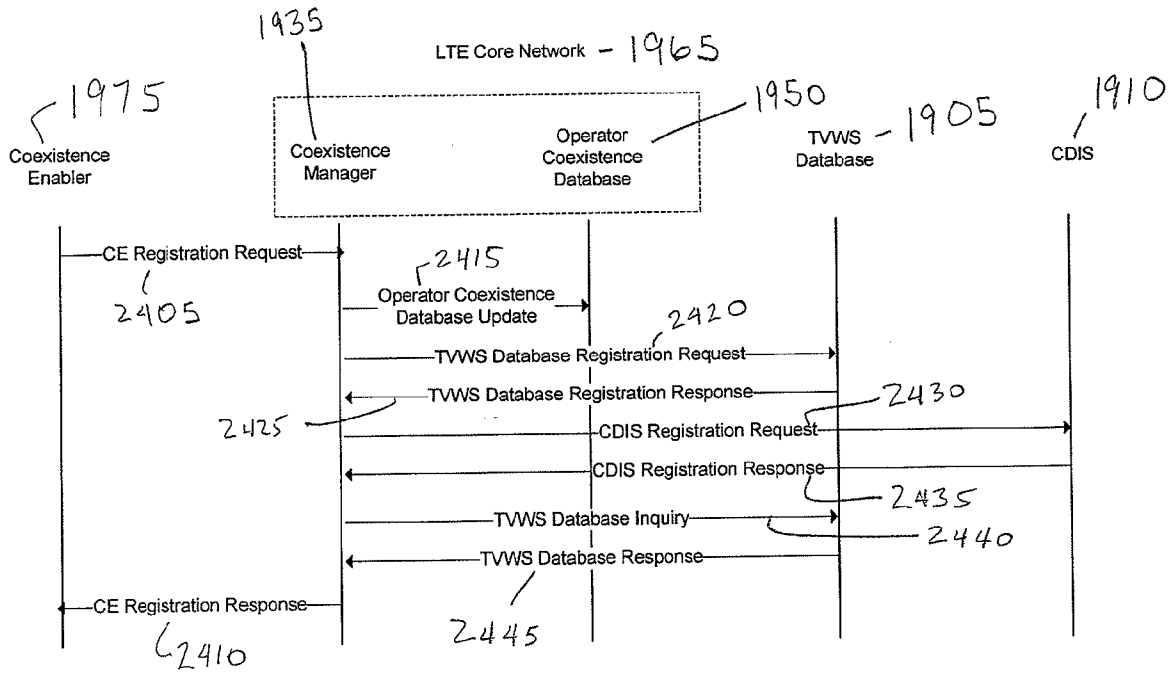 1935
LTE Core Network - 1965
1975
1950
1910
1905
Coexistence
Enabler
Coexistence
Manager
Operator
Coexistence
Database
TVWS
Database
CDIS
CE Registration Request
2405
2415
Operator Coexistence
Database Update
2420
TVWS Database Registration Request
TVWS Database Registration Response
2430
2425
CDIS Registration Request
CDIS Registration Response
2435
TVWS Database Inquiry
2440
TVWS Database Response
CE Registration Response
2445
2410